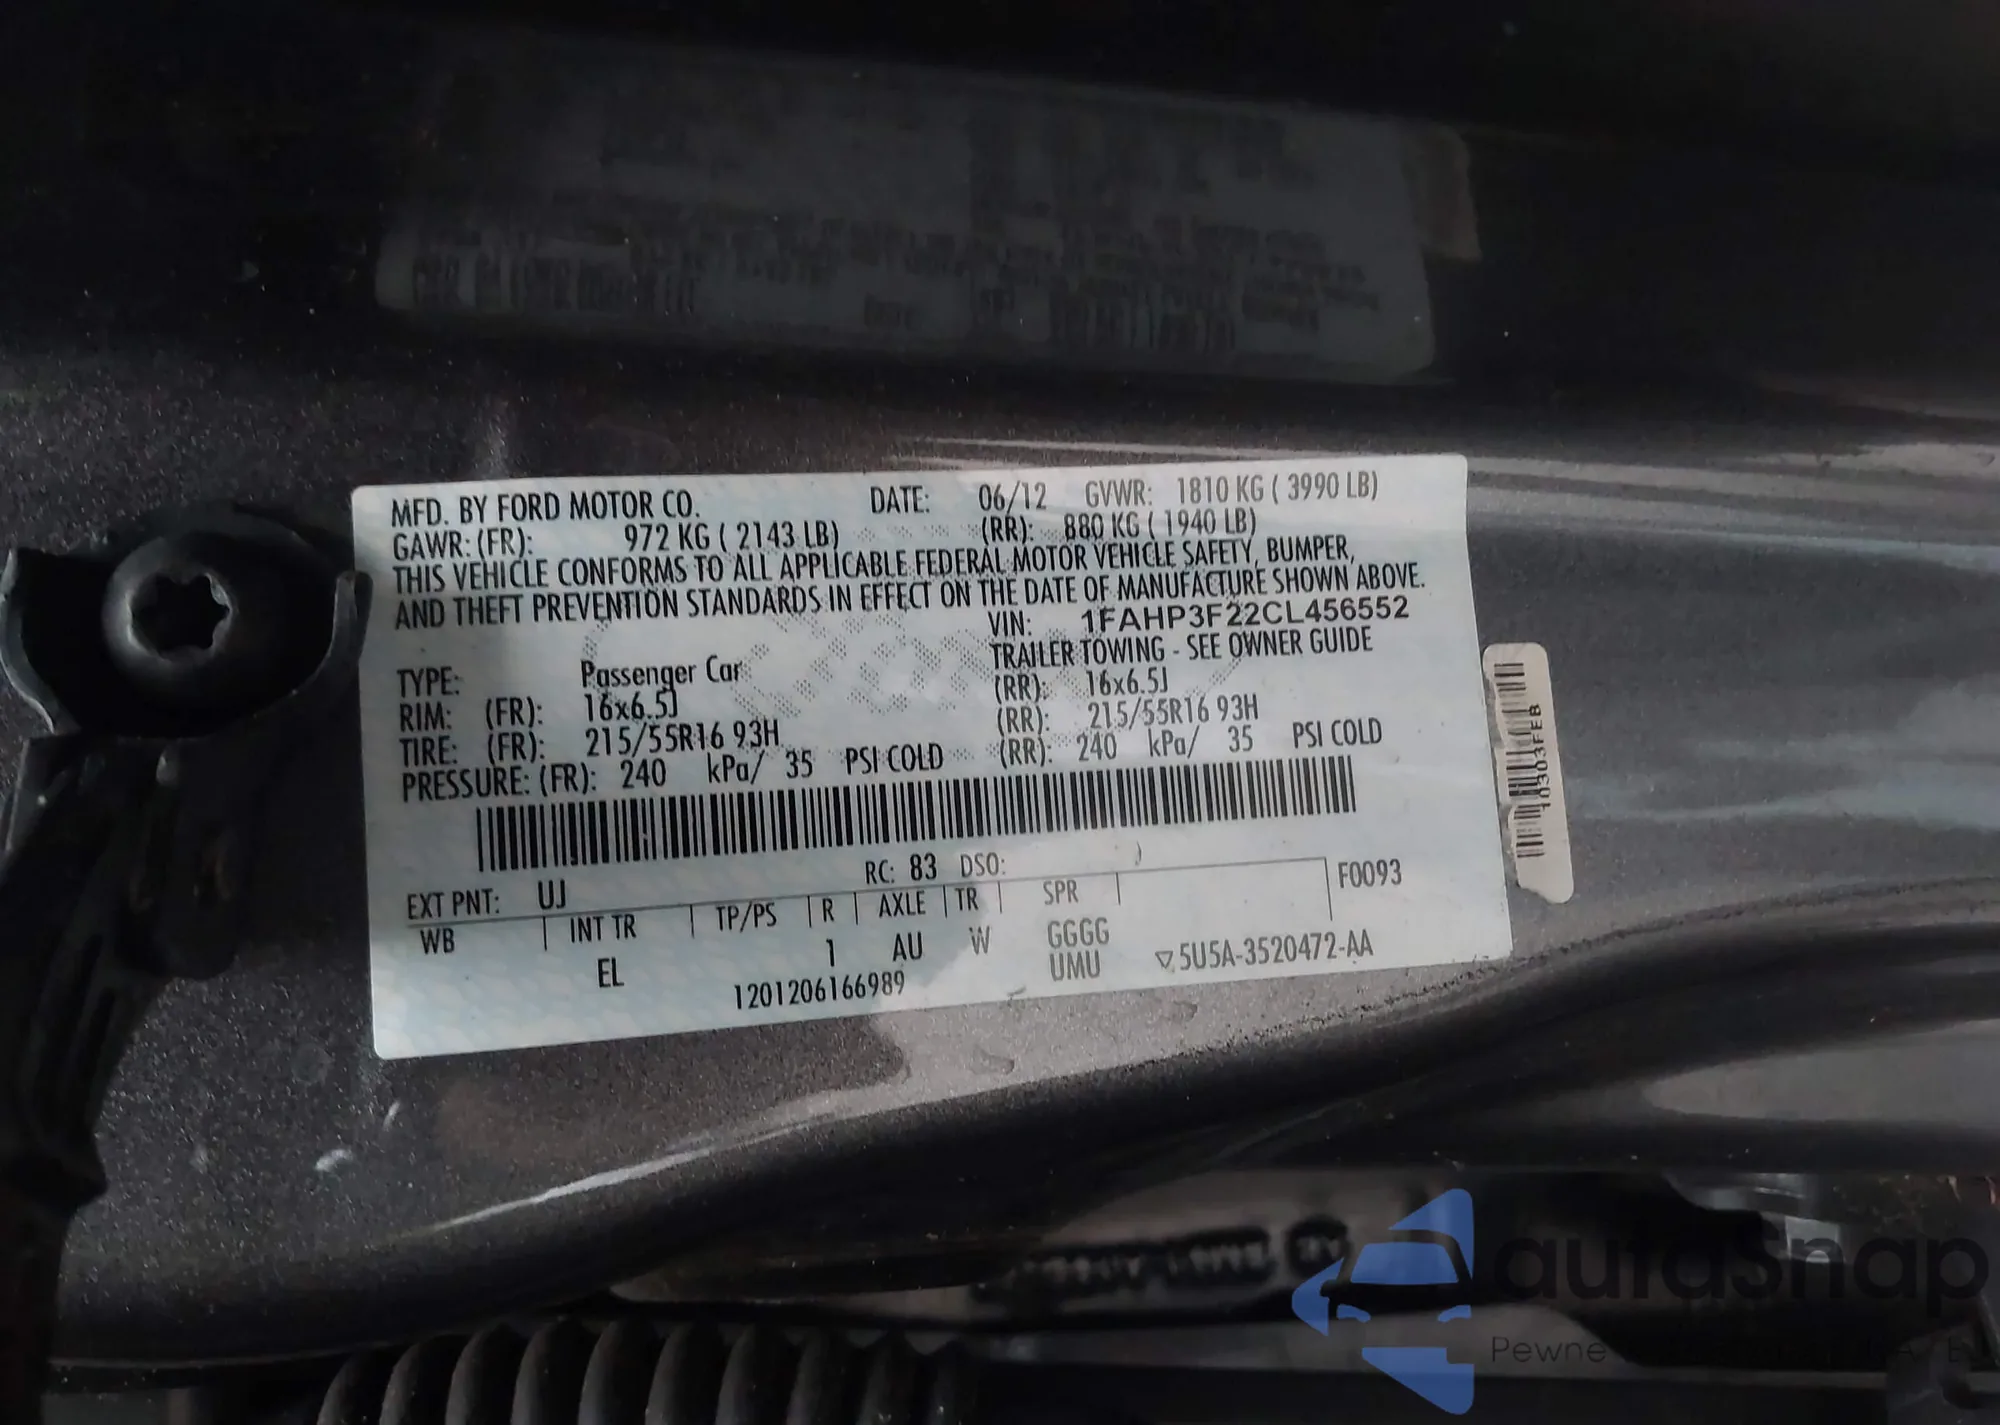 MFD. BY FORD MOTOR CO. DATE: 06/12 GVWR: 1810 KG ( 3990 LB)
GAWR: (FR): 972 KG ( 2143 LB) (RR): 880 KG ( 1940 LB)
THIS VEHICLE CONFORMS TO ALL APPLICABLE FEDERAL MOTOR VEHICLE SAFETY, BUMPER,
AND THEFT PREVENTION STANDARDS IN EFFECT ON THE DATE OF MANUFACTURE SHOWN ABOVE.
VIN: 1FAHP3F22CL456552
TRAILER TOWING - SEE OWNER GUIDE
TYPE: Passenger Car
RIM: (FR): 16x6.5J (RR): 16x6.5J
TIRE: (FR): 215/55R16 93H (RR): 215/55R16 93H
PRESSURE: (FR): 240 kPa/ 35 PSI COLD (RR): 240 kPa/ 35 PSI COLD
RC: 83 DSO:
EXT PNT: UJ F0093
WB INT TR TP/PS R AXLE TR SPR
EL 1 AU W GGGG
UMU
1201206166989 5U5A-3520472-AA
10303FEB
autasnap
Pewne